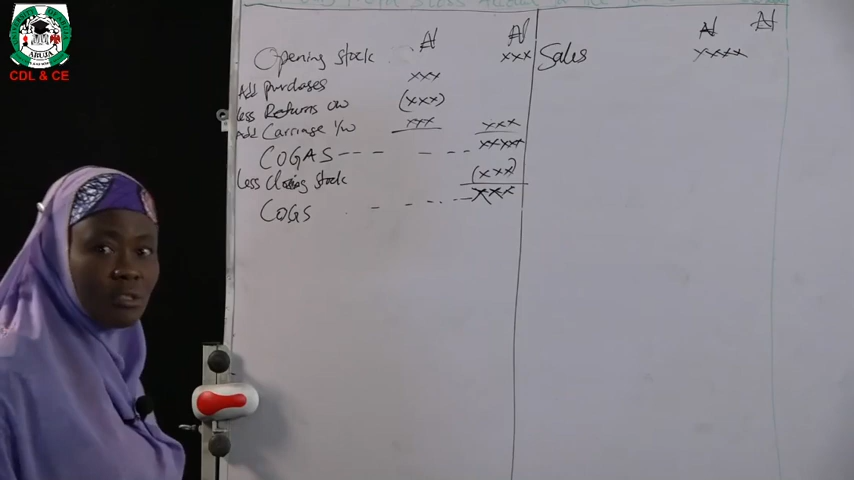 ₦ ₦
Opening stock xxx
Add purchases xxx
less Returns o/w (xxx)
Add Carriage i/w xxx xxx
COGAS xxxx
Less Closing stock (xxx)
COGS xxx
₦ ₦
Sales xxxx
ABUJA
CDL & CE